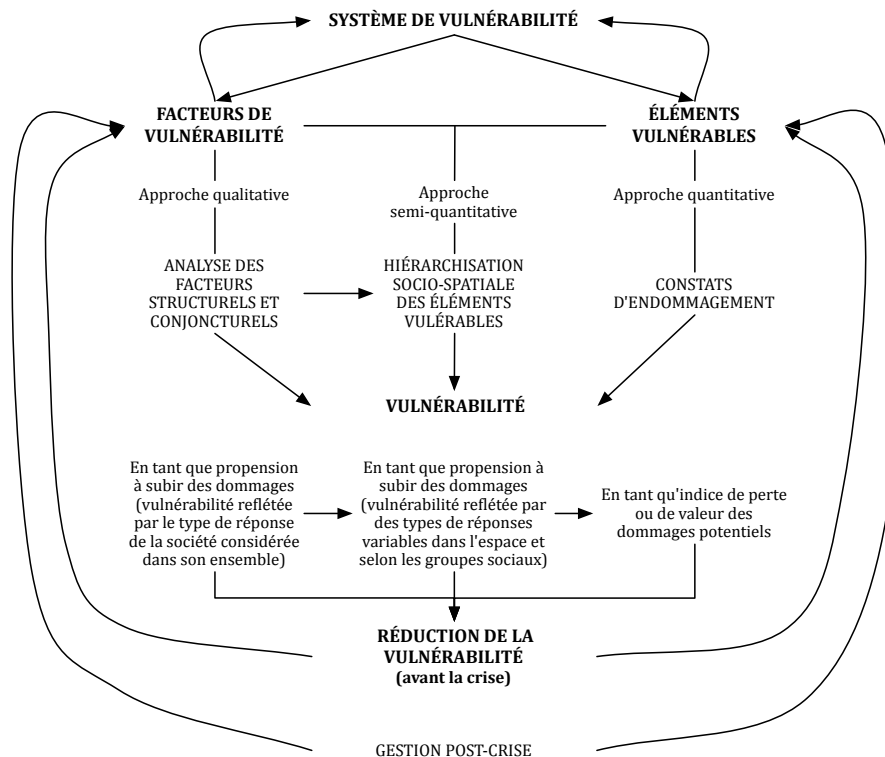 SYSTÈME DE VULNÉRABILITÉ
FACTEURS DE
VULNÉRABILITÉ
ÉLÉMENTS
VULNÉRABLES
Approche qualitative
Approche
semi-quantitative
Approche quantitative
ANALYSE DES
FACTEURS
STRUCTURELS ET
CONJONCTURELS
HIÉRARCHISATION
SOCIO-SPATIALE
DES ÉLÉMENTS
VULÉRABLES
CONSTATS
D'ENDOMMAGEMENT
VULNÉRABILITÉ
En tant que propension
à subir des dommages
(vulnérabilité reflétée
par le type de réponse
de la société considérée
dans son ensemble)
En tant que propension à
subir des dommages
(vulnérabilité reflétée par
des types de réponses
variables dans l'espace et
selon les groupes sociaux)
En tant qu'indice de perte
ou de valeur des
dommages potentiels
RÉDUCTION DE LA
VULNÉRABILITÉ
(avant la crise)
GESTION POST-CRISE